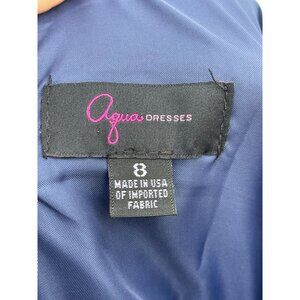 aqua DRESSES
8
MADE IN USA
OF IMPORTED
FABRIC